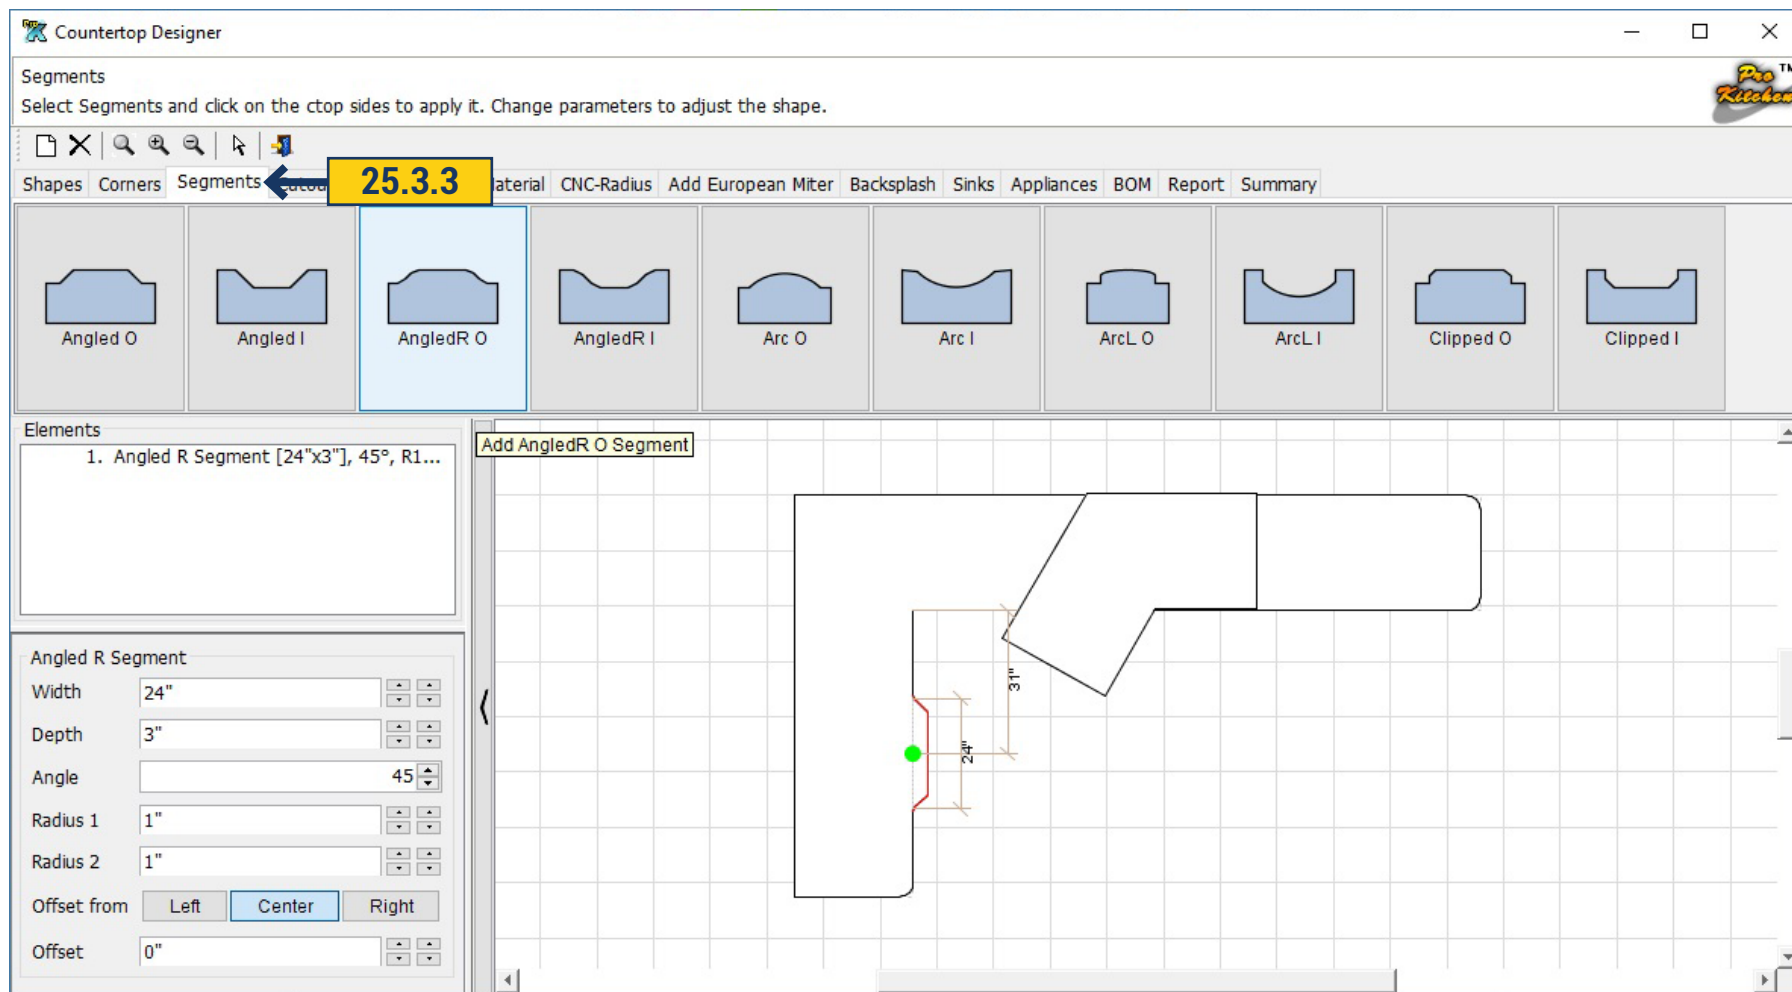 Countertop Designer
Segments
Select Segments and click on the ctop sides to apply it. Change parameters to adjust the shape.
Pro Kitchen TM
Shapes Corners Segments 25.3.3 CNC-Radius Add European Miter Backsplash Sinks Appliances BOM Report Summary
Angled O Angled I AngledR O AngledR I Arc O Arc I ArcL O ArcL I Clipped O Clipped I
Elements
1. Angled R Segment [24"x3"], 45°, R1...
Add AngledR O Segment
Angled R Segment
Width 24"
Depth 3"
Angle 45
Radius 1 1"
Radius 2 1"
Offset from Left Center Right
Offset 0"
31"
24"